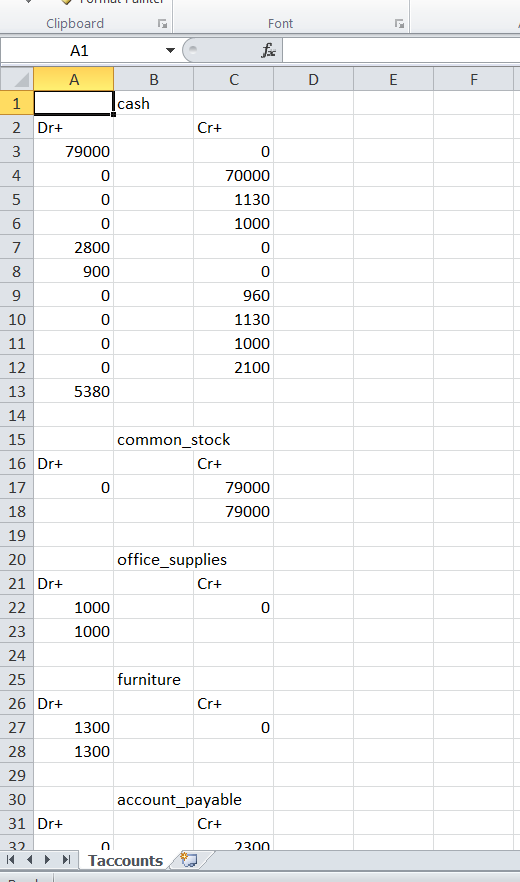 Format Painter
Clipboard Font
A1 fx
A B C D E F
1 cash
2 Dr+ Cr+
3 79000 0
4 0 70000
5 0 1130
6 0 1000
7 2800 0
8 900 0
9 0 960
10 0 1130
11 0 1000
12 0 2100
13 5380
14
15 common_stock
16 Dr+ Cr+
17 0 79000
18 79000
19
20 office_supplies
21 Dr+ Cr+
22 1000 0
23 1000
24
25 furniture
26 Dr+ Cr+
27 1300 0
28 1300
29
30 account_payable
31 Dr+ Cr+
32 0 2300
Taccounts